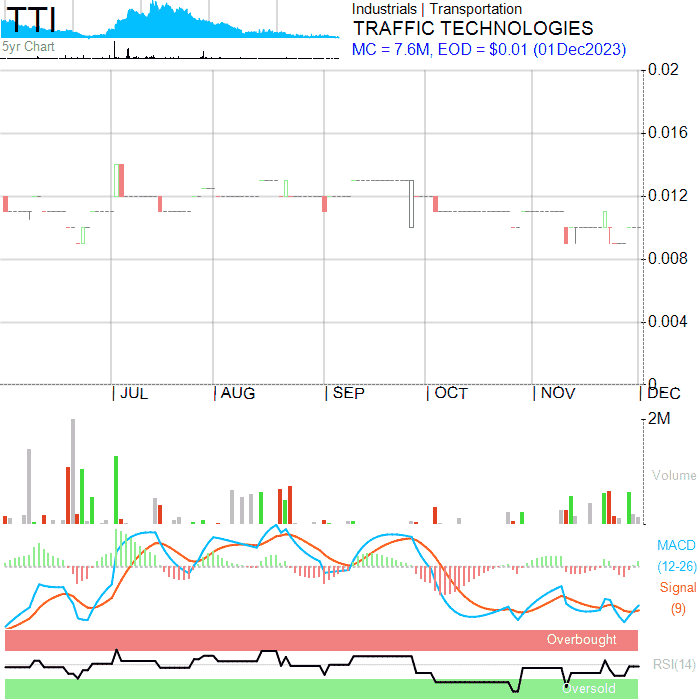 TTI
5yr Chart
Industrials | Transportation
TRAFFIC TECHNOLOGIES
MC = 7.6M, EOD = $0.01 (01Dec2023)
0.02
0.016
0.012
0.008
0.004
0
JUL AUG SEP OCT NOV DEC
2M
Volume
MACD
(12-26)
Signal
(9)
Overbought
RSI(14)
Oversold